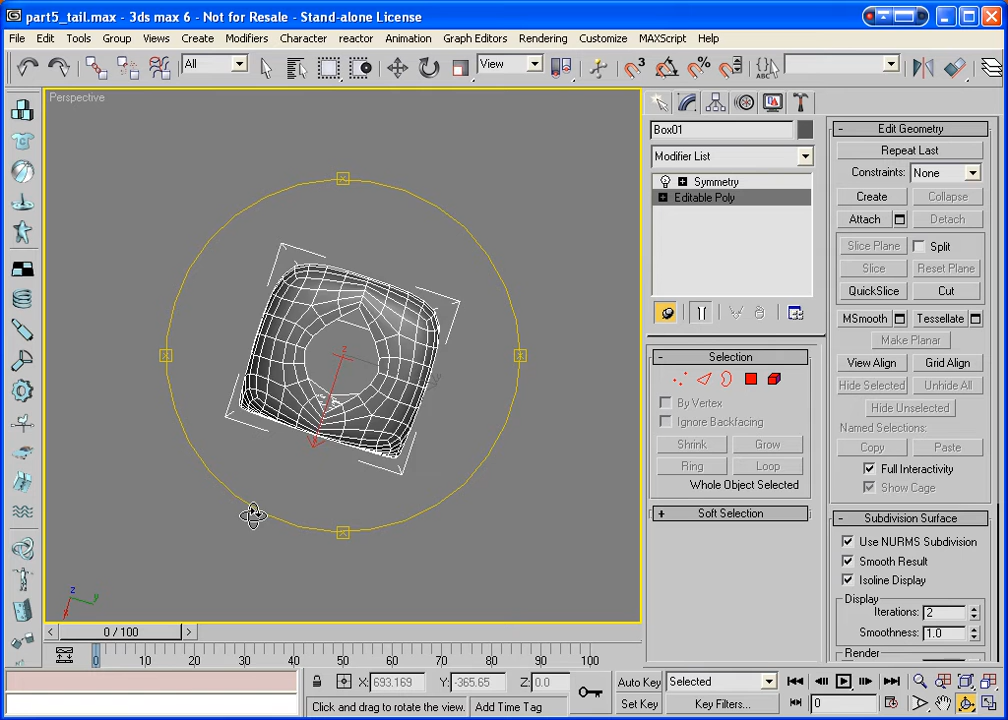 part5_tail.max - 3ds max 6 - Not for Resale - Stand-alone License
File Edit Tools Group Views Create Modifiers Character reactor Animation Graph Editors Rendering Customize MAXScript Help
All View
Perspective
Box01
Modifier List
Symmetry
Editable Poly
Selection
By Vertex
Ignore Backfacing
Shrink Grow
Ring Loop
Whole Object Selected
Soft Selection
Edit Geometry
Repeat Last
Constraints: None
Create Collapse
Attach Detach
Slice Plane Split
Slice Reset Plane
QuickSlice Cut
MSmooth Tessellate
Make Planar
View Align Grid Align
Hide Selected Unhide All
Hide Unselected
Named Selections:
Copy Paste
Full Interactivity
Show Cage
Subdivision Surface
Use NURMS Subdivision
Smooth Result
Isoline Display
Display
Iterations: 2
Smoothness: 1.0
Render
z
z y
x
0 / 100
0 10 20 30 40 50 60 70 80 90 100
X: 693.169 Y: -365.65 Z: 0.0
Auto Key Selected
Click and drag to rotate the view. Add Time Tag
Set Key Key Filters... 0